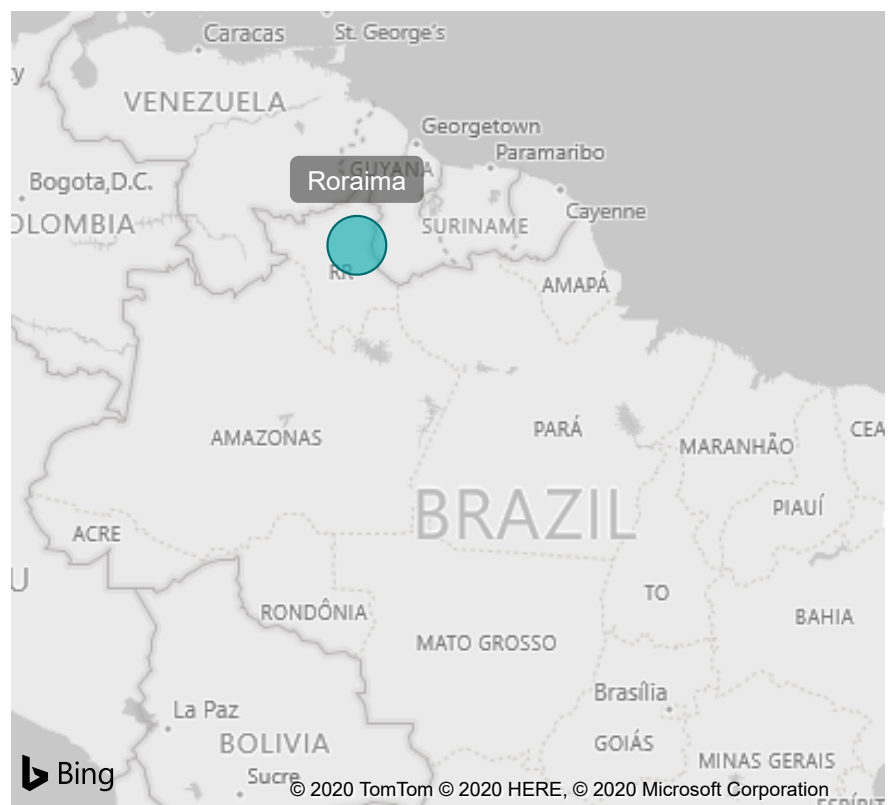 Caracas
St. George's
VENEZUELA
Georgetown
Paramaribo
GUYANA
Bogota,D.C.
Roraima
Cayenne
SURINAME
RR
AMAPÁ
AMAZONAS
PARÁ
MARANHÃO
BRAZIL
PIAUÍ
ACRE
TO
RONDÔNIA
BAHIA
MATO GROSSO
Brasília
La Paz
BOLIVIA
GOIÁS
MINAS GERAIS
Bing
Sucre
© 2020 TomTom © 2020 HERE, © 2020 Microsoft Corporation